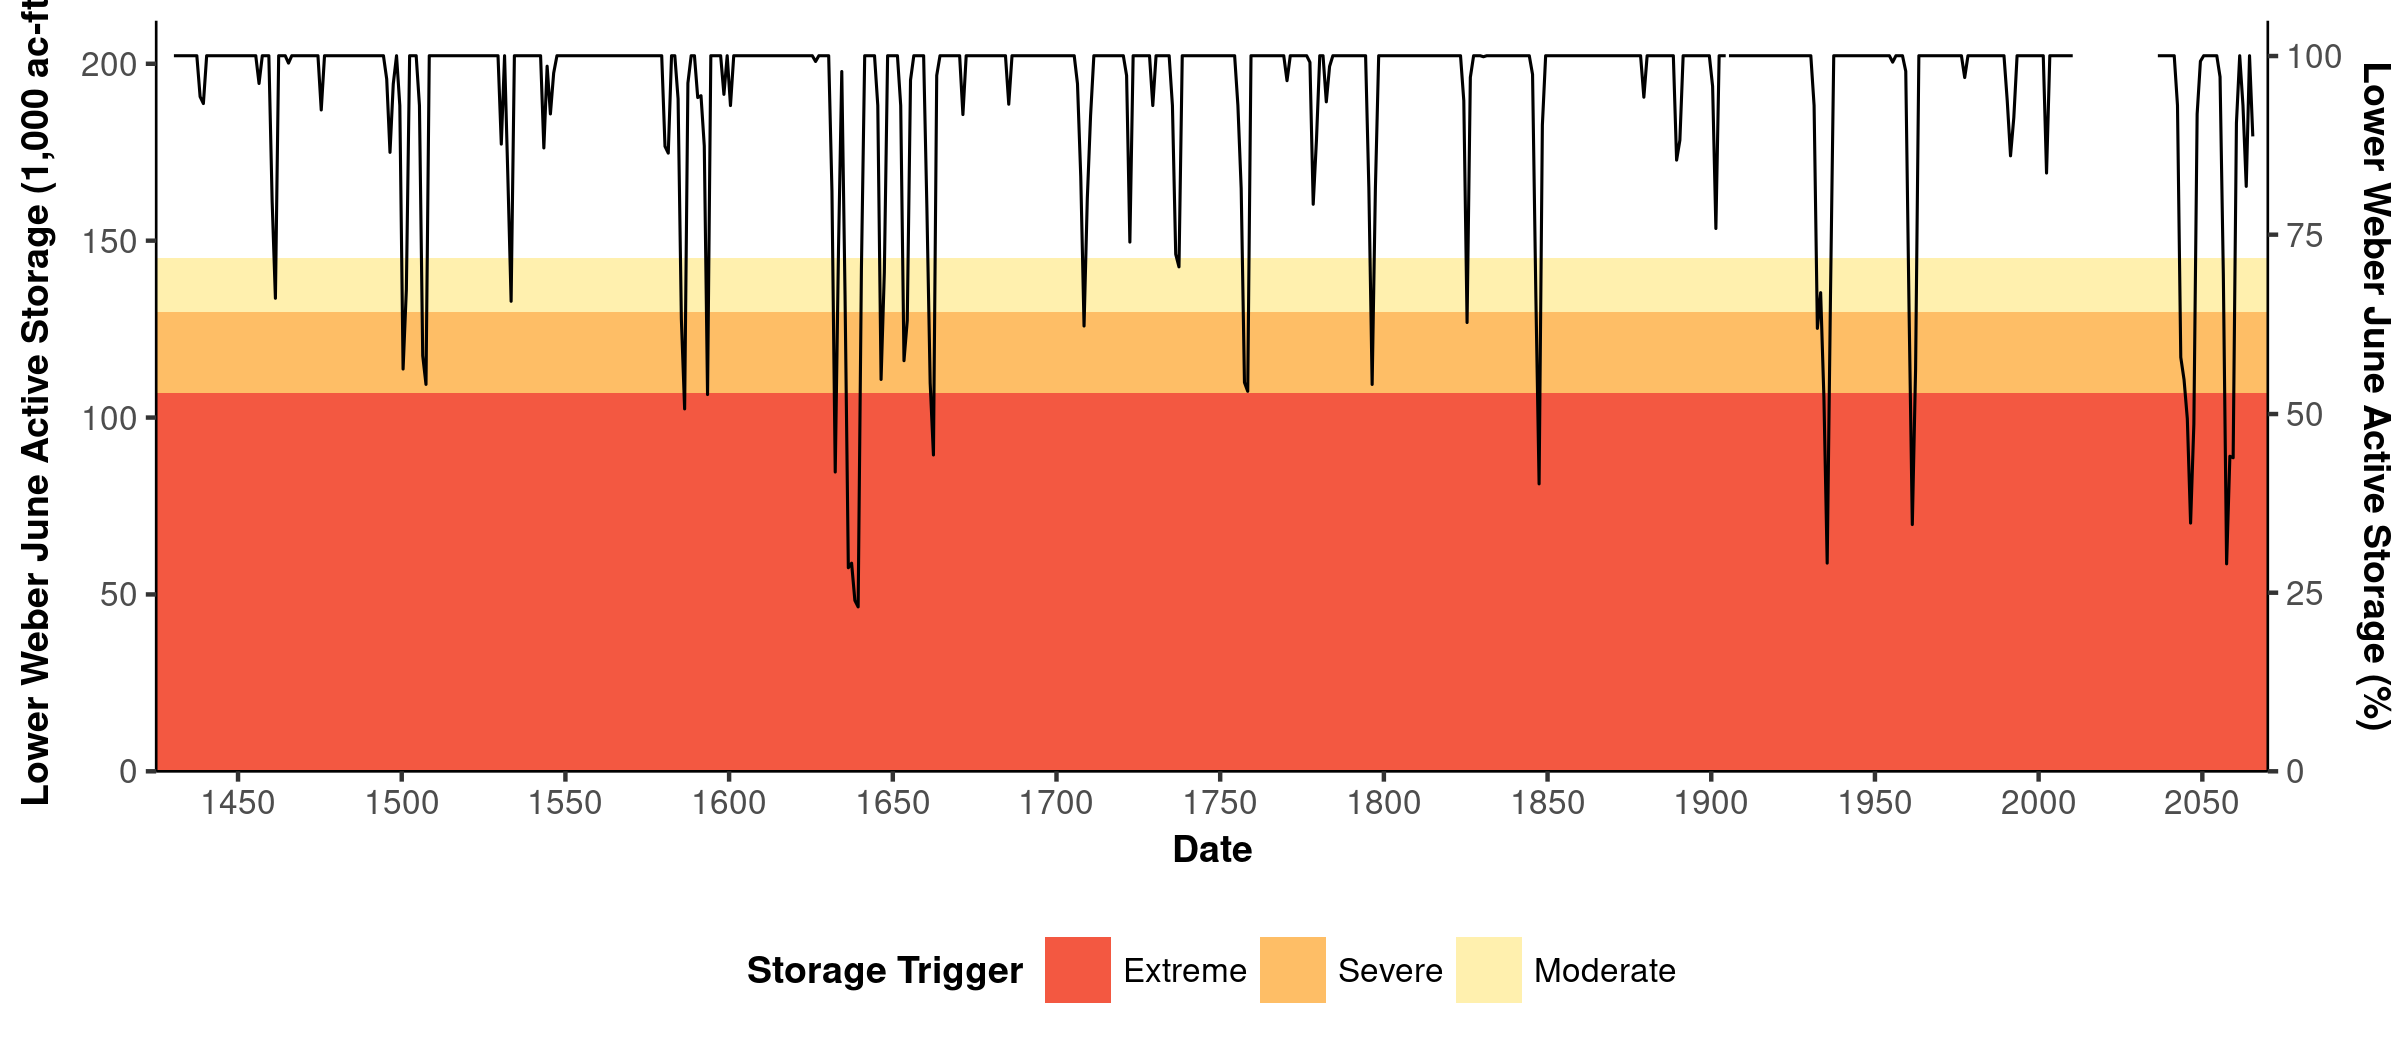 Lower Weber June Active Storage (1,000 ac-ft
200
150
100
50
0
100
75
50
25
0
Lower Weber June Active Storage (%)
1450 1500 1550 1600 1650 1700 1750 1800 1850 1900 1950 2000 2050
Date
Storage Trigger Extreme Severe Moderate